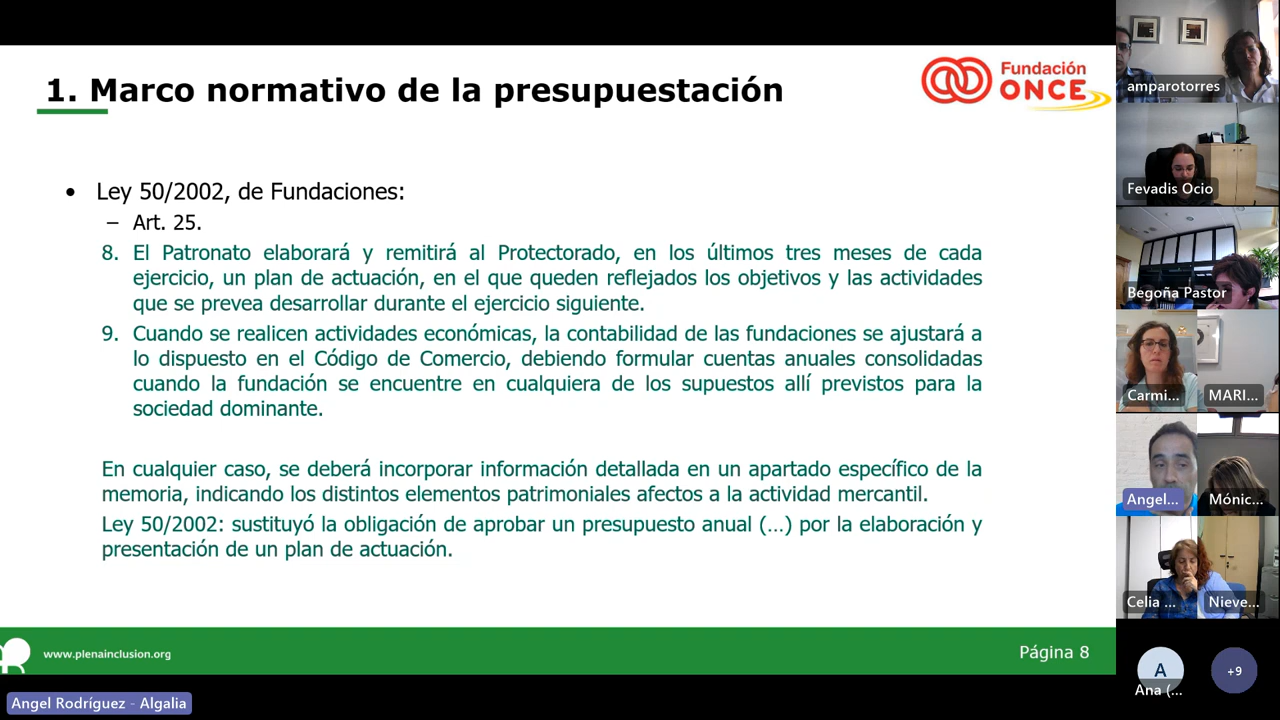 1. Marco normativo de la presupuestación
Fundación
ONCE
• Ley 50/2002, de Fundaciones:
– Art. 25.
8. El Patronato elaborará y remitirá al Protectorado, en los últimos tres meses de cada
ejercicio, un plan de actuación, en el que queden reflejados los objetivos y las actividades
que se prevea desarrollar durante el ejercicio siguiente.
9. Cuando se realicen actividades económicas, la contabilidad de las fundaciones se ajustará a
lo dispuesto en el Código de Comercio, debiendo formular cuentas anuales consolidadas
cuando la fundación se encuentre en cualquiera de los supuestos allí previstos para la
sociedad dominante.
En cualquier caso, se deberá incorporar información detallada en un apartado específico de la
memoria, indicando los distintos elementos patrimoniales afectos a la actividad mercantil.
Ley 50/2002: sustituyó la obligación de aprobar un presupuesto anual (…) por la elaboración y
presentación de un plan de actuación.
www.plenainclusion.org
Página 8
Angel Rodríguez - Algalia
amparotorres
Fevadis Ocio
Begoña Pastor
Carmi...
MARI...
Angel...
Mónic...
Celia ...
Nieve...
A
Ana (...
+9